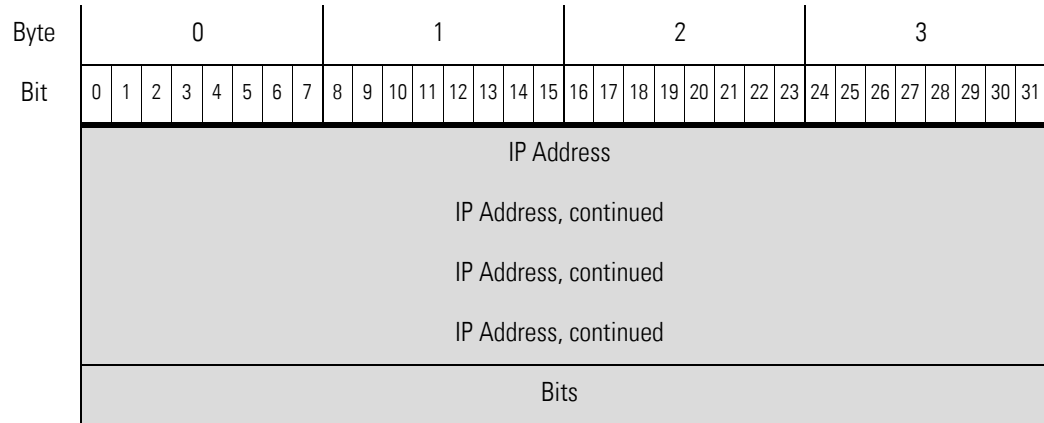 Byte 0 1 2 3
Bit 0 1 2 3 4 5 6 7 8 9 10 11 12 13 14 15 16 17 18 19 20 21 22 23 24 25 26 27 28 29 30 31
IP Address
IP Address, continued
IP Address, continued
IP Address, continued
Bits